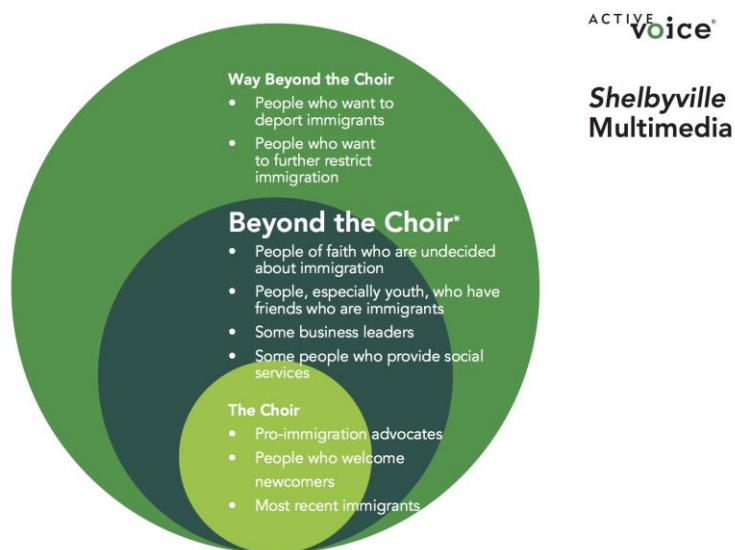 ACTIVE
voice®
Shelbyville
Multimedia
Way Beyond the Choir
• People who want to
deport immigrants
• People who want
to further restrict
immigration
Beyond the Choir*
• People of faith who are undecided
about immigration
• People, especially youth, who have
friends who are immigrants
• Some business leaders
• Some people who provide social
services
The Choir
• Pro-immigration advocates
• People who welcome
newcomers
• Most recent immigrants